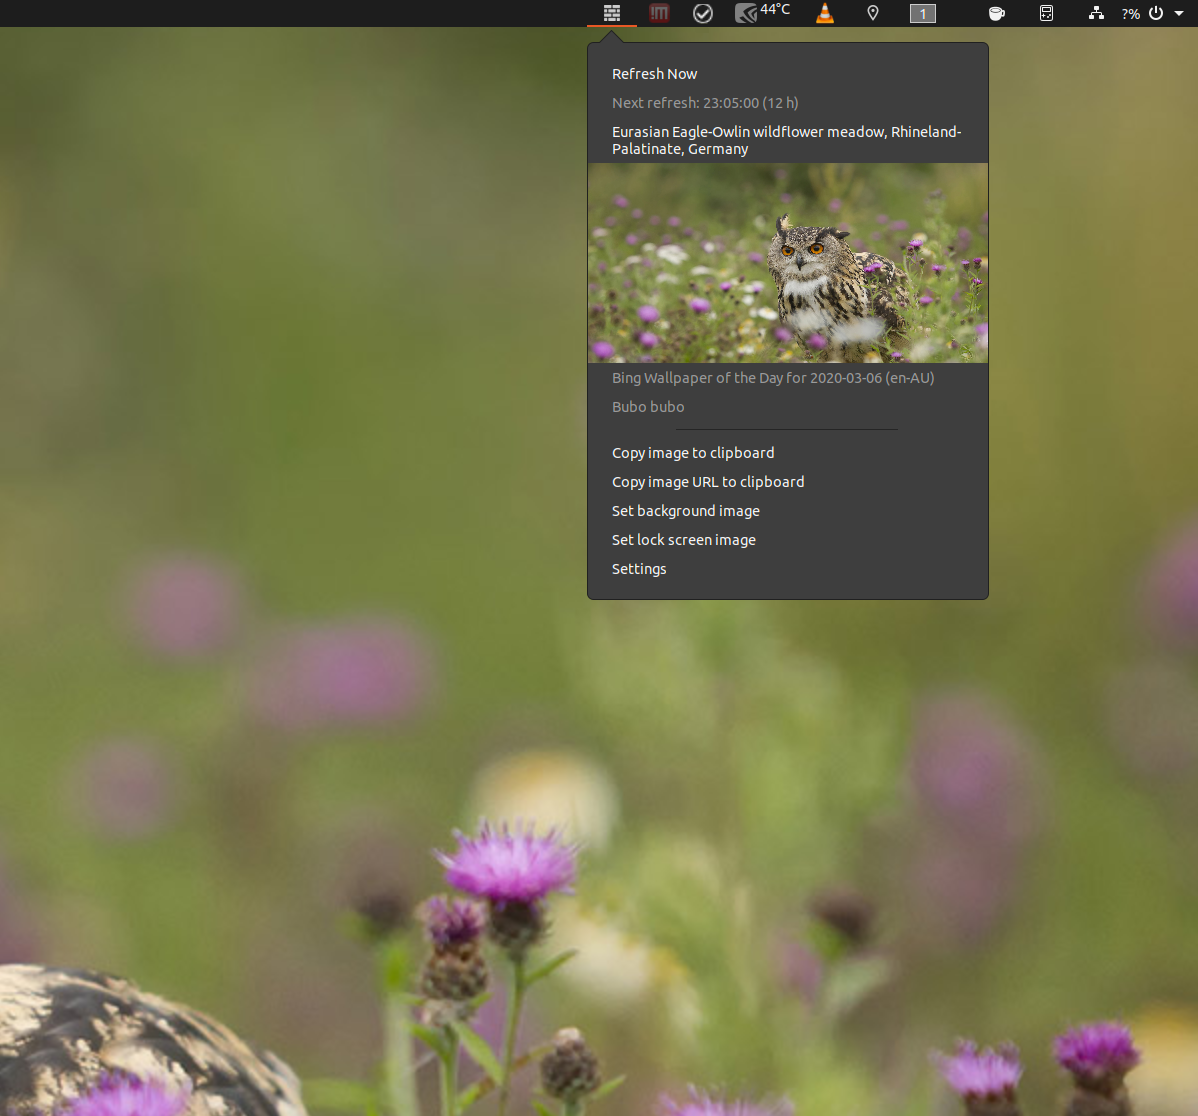 !M 44°C 1 ?%
Refresh Now
Next refresh: 23:05:00 (12 h)
Eurasian Eagle-Owlin wildflower meadow, Rhineland-
Palatinate, Germany
Bing Wallpaper of the Day for 2020-03-06 (en-AU)
Bubo bubo
Copy image to clipboard
Copy image URL to clipboard
Set background image
Set lock screen image
Settings